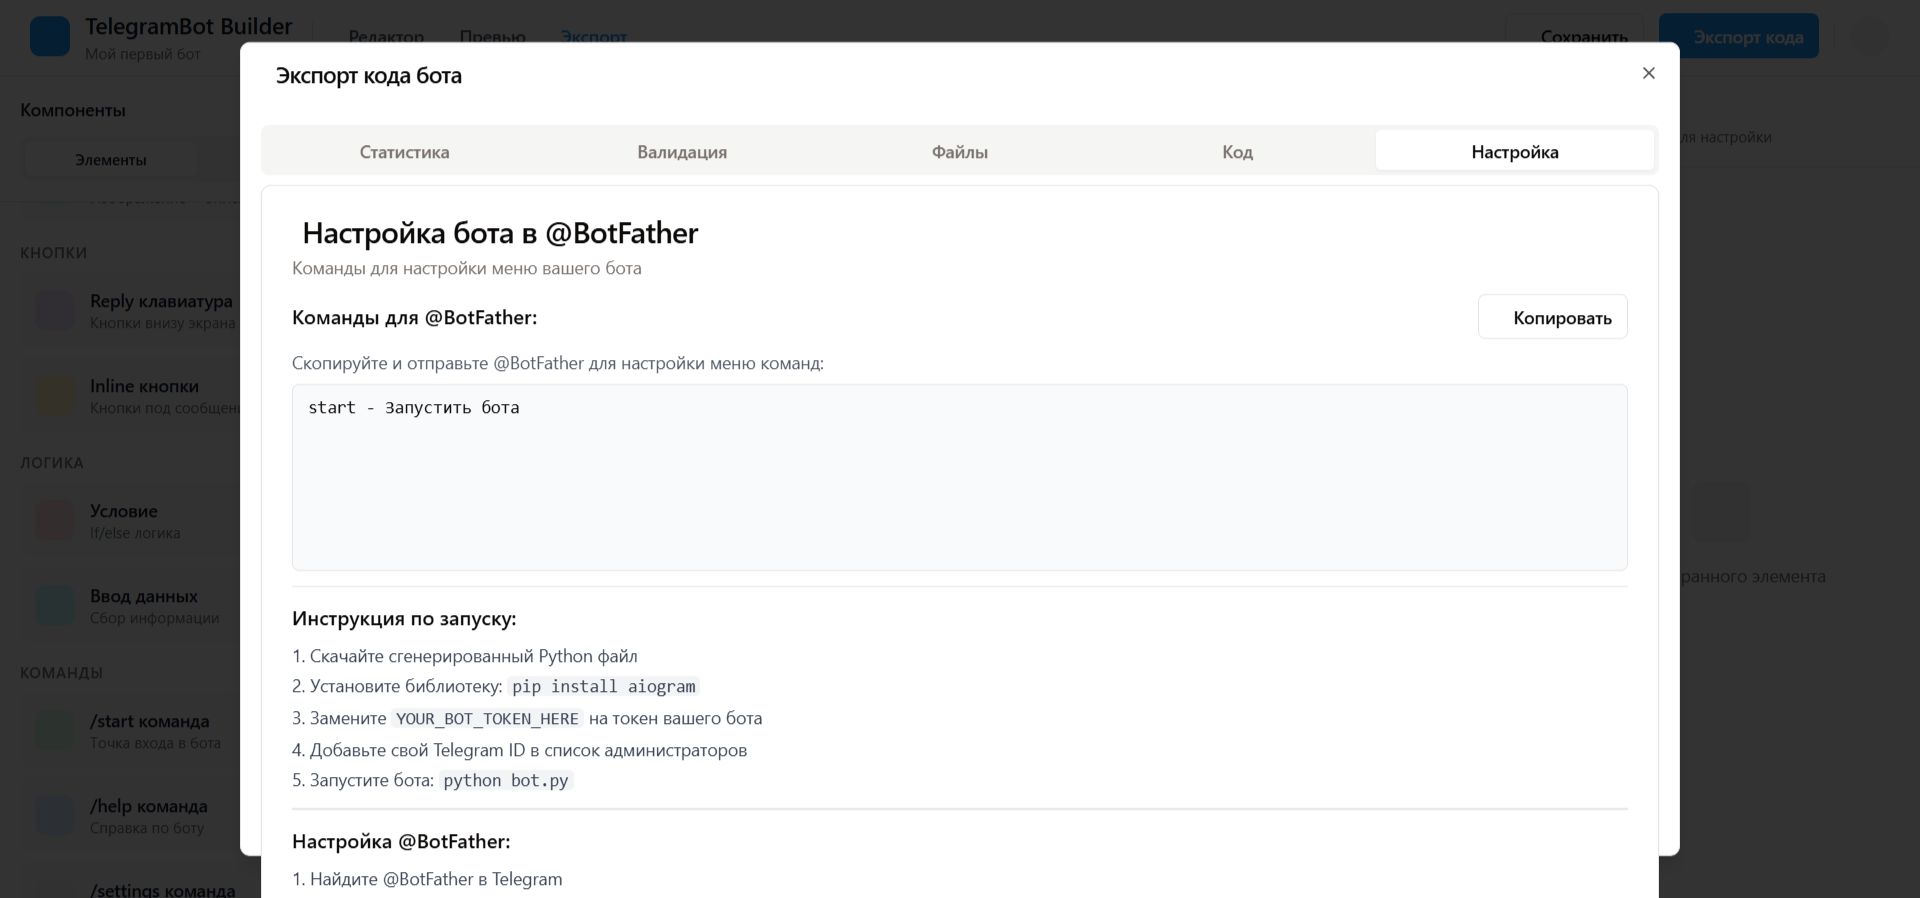 TelegramBot Builder
Мой первый бот
Редактор
Превью
Экспорт
Сохранить
Экспорт кода
Экспорт кода бота
Компоненты
Элементы
КНОПКИ
Reply клавиатура
Кнопки внизу экрана
Inline кнопки
Кнопки под
ЛОГИКА
Условие
If/else логика
Ввод данных
Сбор информации
КОМАНДЫ
/start команда
Точка входа в бота
/help команда
Справка по боту
/settings команда
Статистика
Валидация
Файлы
Код
Настройка
настройки
элемента
Настройка бота в @BotFather
Команды для настройки меню вашего бота
Команды для @BotFather:
Копировать
Скопируйте и отправьте @BotFather для настройки меню команд:
start - Запустить бота
Инструкция по запуску:
1. Скачайте сгенерированный Python файл
2. Установите библиотеку: pip install aiogram
3. Замените YOUR_BOT_TOKEN_HERE на токен вашего бота
4. Добавьте свой Telegram ID в список администраторов
5. Запустите бота: python bot.py
Настройка @BotFather:
1. Найдите @BotFather в Telegram